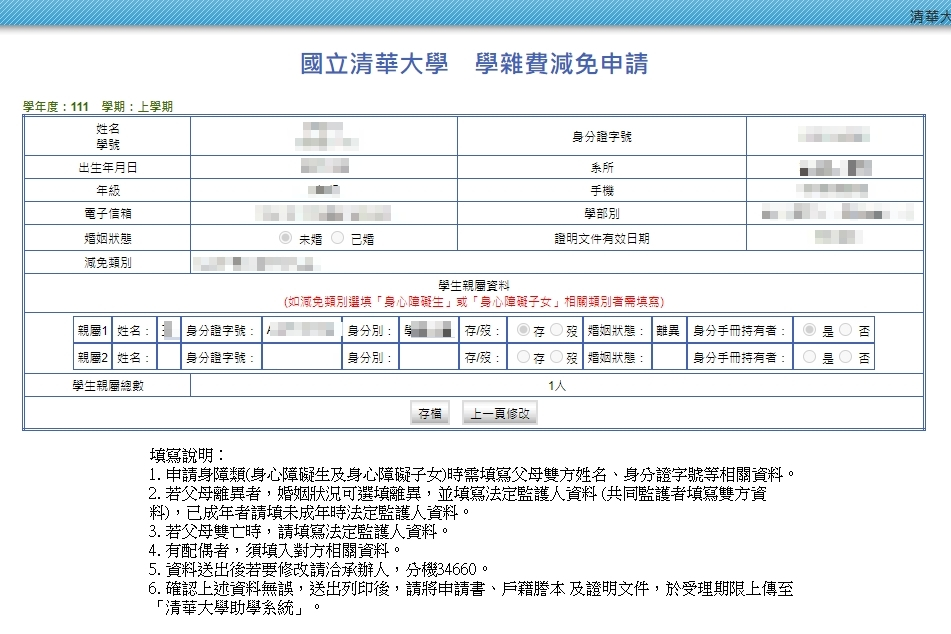 清華大
國立清華大學 學雜費減免申請
學年度：111 學期：上學期
姓名
學號
身分證字號
出生年月日 系所
年級 手機
電子信箱 學部別
婚姻狀態 未婚 已婚 證明文件有效日期
減免類別
學生親屬資料
(如減免類別選填「身心障礙生」或「身心障礙子女」相關類別者需填寫)
親屬1 姓名： 身分證字號： 身分別： 存/歿： 存 歿 婚姻狀態： 離異 身分手冊持有者： 是 否
親屬2 姓名： 身分證字號： 身分別： 存/歿： 存 歿 婚姻狀態： 身分手冊持有者： 是 否
學生親屬總數 1人
存檔 上一頁修改
填寫說明：
1. 申請身障類(身心障礙生及身心障礙子女)時需填寫父母雙方姓名、身分證字號等相關資料。
2. 若父母離異者，婚姻狀況可選填離異，並填寫法定監護人資料 (共同監護者填寫雙方資
料)，已成年者請填未成年時法定監護人資料。
3. 若父母雙亡時，請填寫法定監護人資料。
4. 有配偶者，須填入對方相關資料。
5. 資料送出後若要修改請洽承辦人，分機34660。
6. 確認上述資料無誤，送出列印後，請將申請書、戶籍謄本 及證明文件，於受理期限上傳至
「清華大學助學系統」。